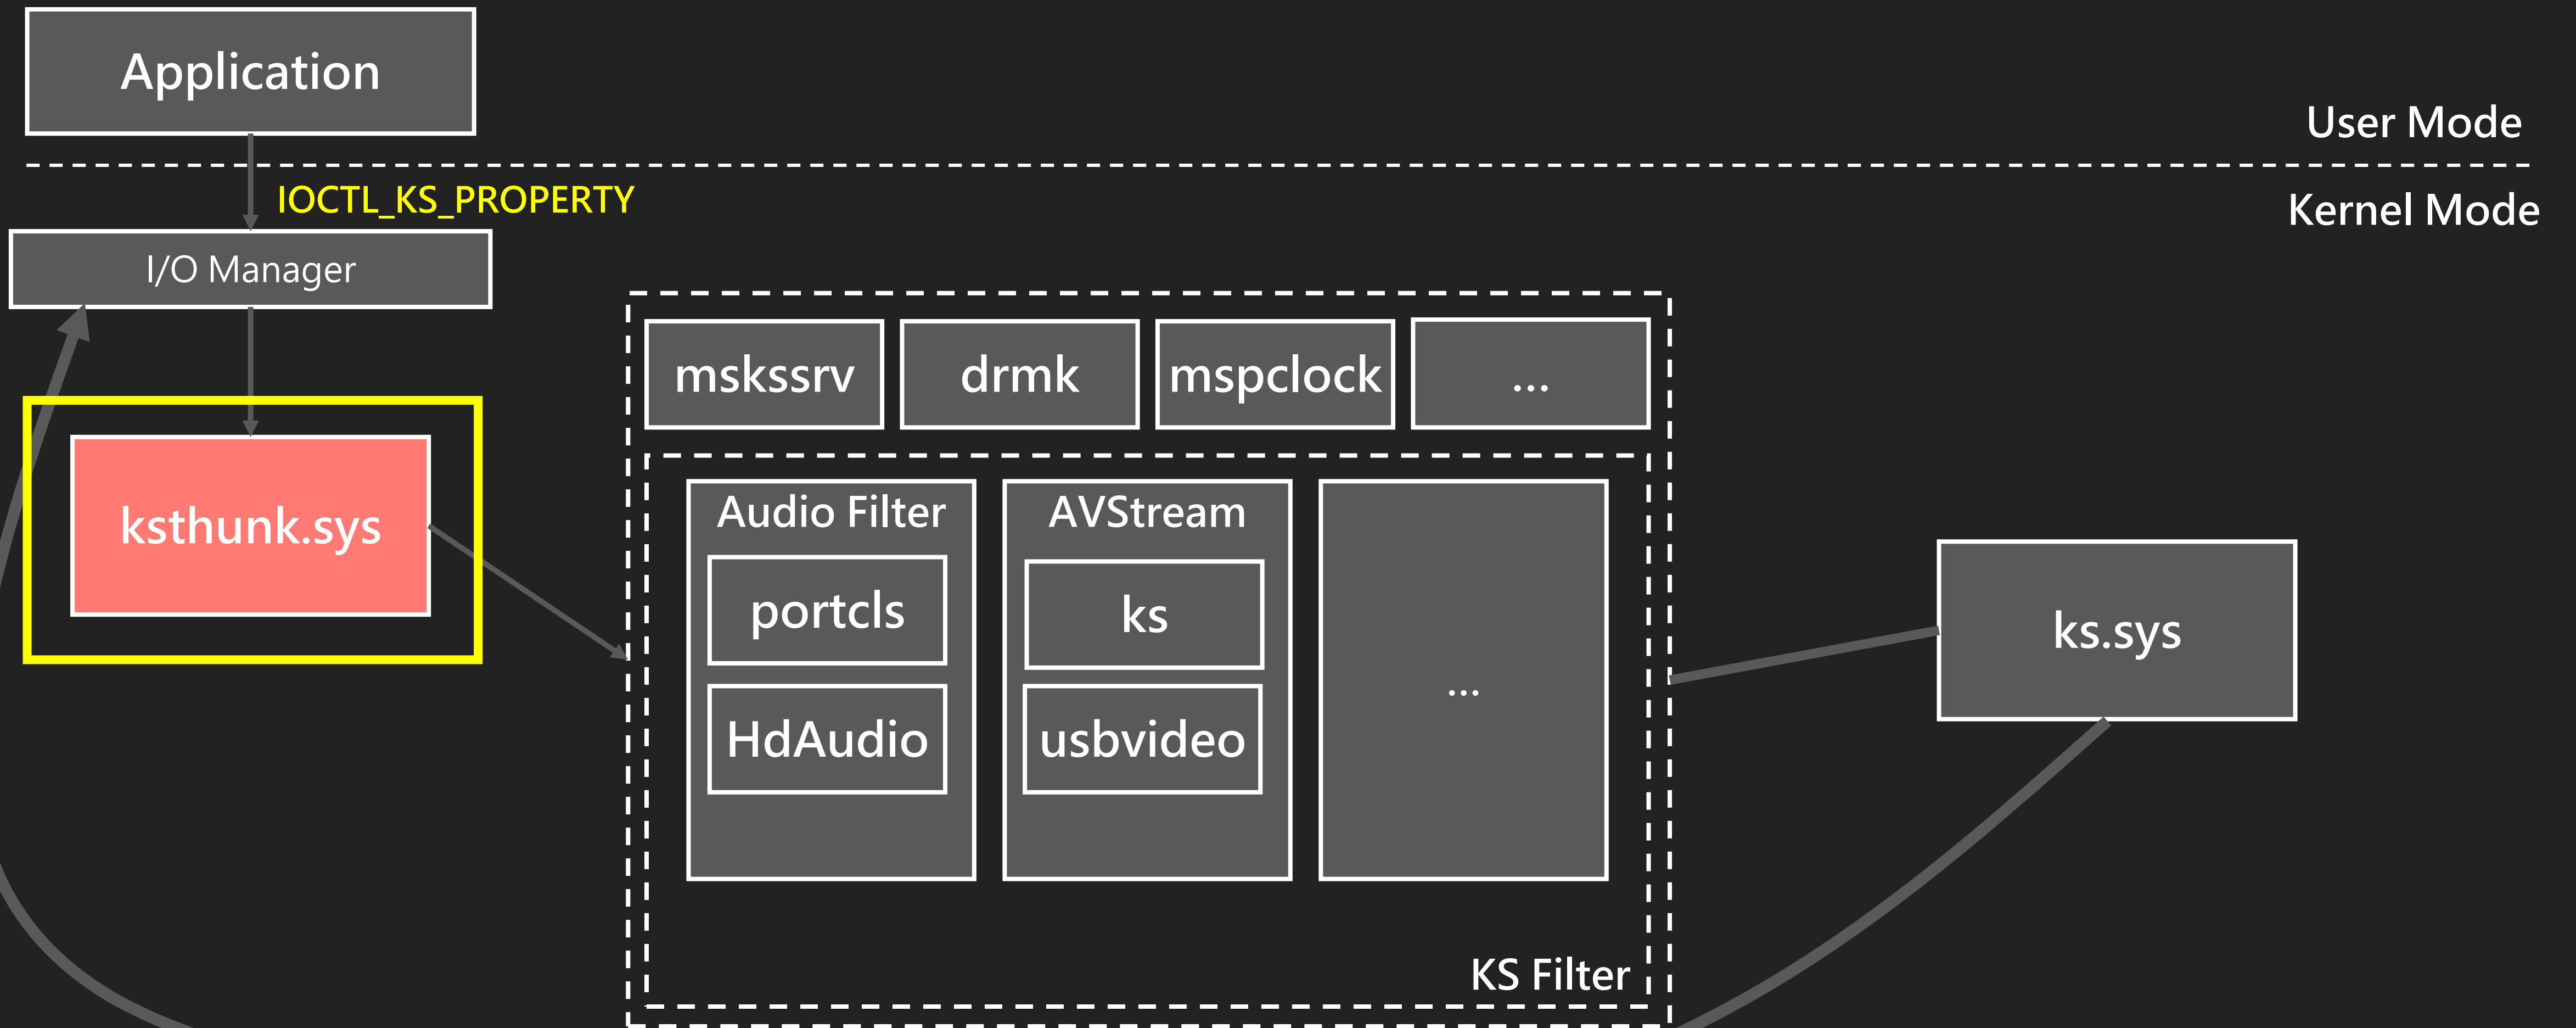 Application
User Mode
IOCTL_KS_PROPERTY
Kernel Mode
I/O Manager
mskssrv
drmk
mspclock
...
ksthunk.sys
Audio Filter
portcls
HdAudio
AVStream
ks
usbvideo
...
ks.sys
KS Filter